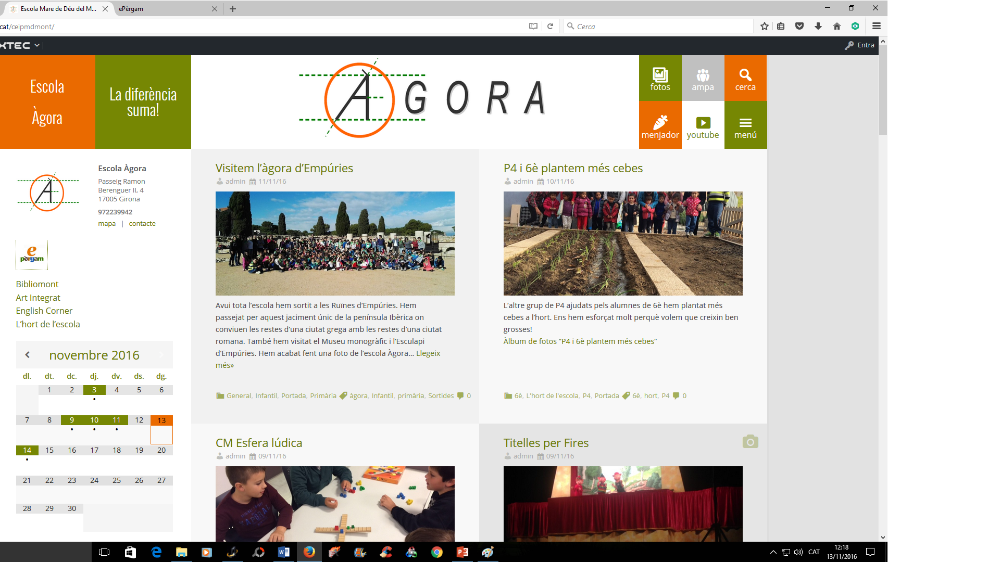 Escola Mare de Déu del M...
ePèrgam
cat/ceipmdmont/
Cerca
XTEC
Entra
Escola
Àgora
La diferència
suma!
ÀGORA
fotos
ampa
cerca
menjador
youtube
menú
Escola Àgora
Passeig Ramon
Berenguer II, 4
17005 Girona
972239942
mapa | contacte
e
pèrgam
Bibliomont
Art Integrat
English Corner
L’hort de l’escola
novembre 2016
dl. dt. dc. dj. dv. ds. dg.
1 2 3 4 5 6
7 8 9 10 11 12 13
14 15 16 17 18 19 20
21 22 23 24 25 26 27
28 29 30
Visitem l’àgora d’Empúries
admin 11/11/16
Avui tota l’escola hem sortit a les Ruïnes d’Empúries. Hem
passejat per aquest jaciment únic de la península Ibèrica on
conviuen les restes d’una ciutat grega amb les restes d’una ciutat
romana. També hem visitat el Museu monogràfic i l’Esculapi
d’Empúries. Hem acabat fent una foto de l’escola Àgora… Llegeix
més»
General, Infantil, Portada, Primària àgora, Infantil, primària, Sortides 0
P4 i 6è plantem més cebes
admin 10/11/16
L’altre grup de P4 ajudats pels alumnes de 6è hem plantat més
cebes a l’hort. Ens hem esforçat molt perquè volem que creixin ben
grosses!
Àlbum de fotos “P4 i 6è plantem més cebes”
6è, L'hort de l'escola, P4, Portada 6è, hort, P4 0
CM Esfera lúdica
admin 09/11/16
Titelles per Fires
admin 09/11/16
CAT
12:18
13/11/2016